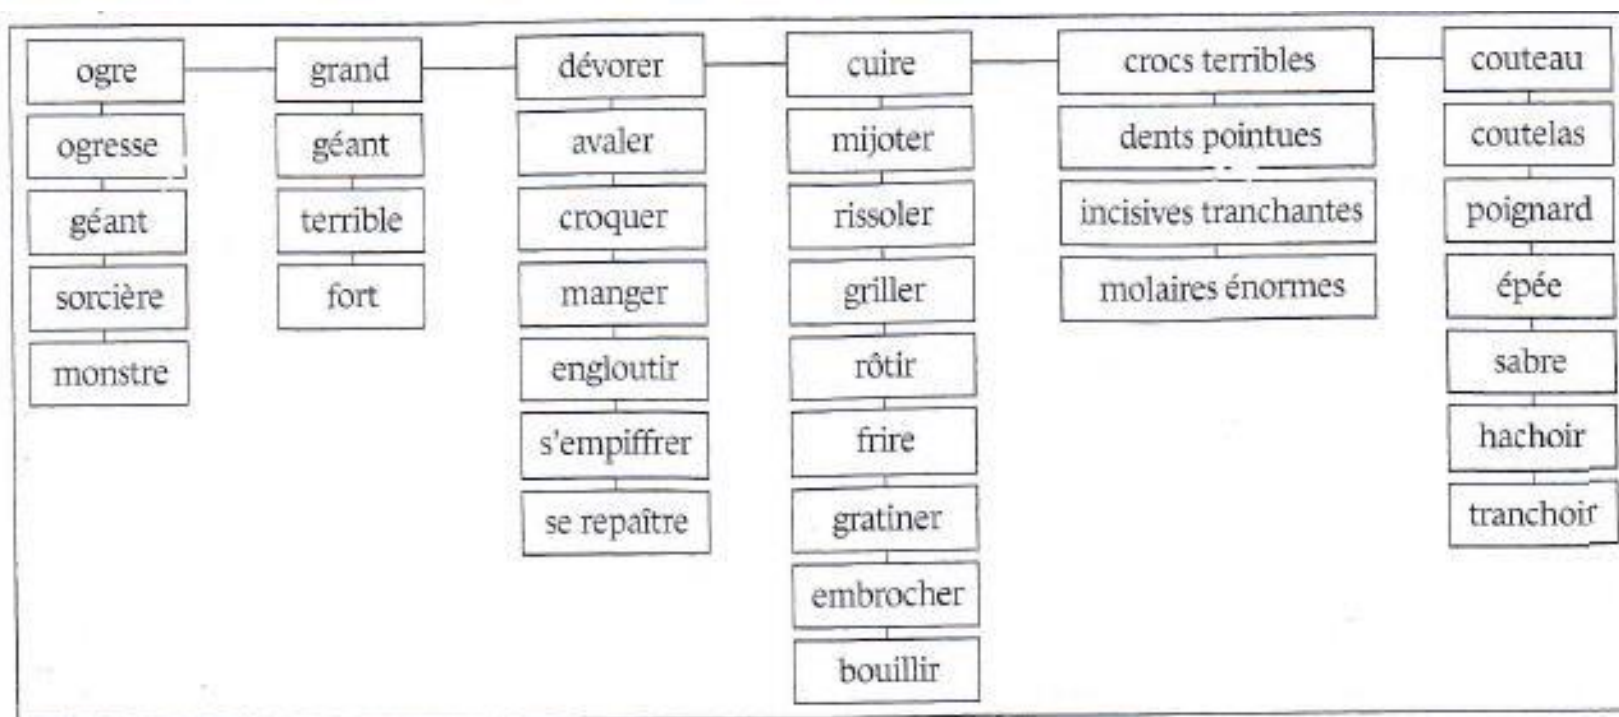 ogre
ogresse
géant
sorcière
monstre
grand
géant
terrible
fort
dévorer
avaler
croquer
manger
engloutir
s'empiffrer
se repaître
cuire
mijoter
rissoler
griller
rôtir
frire
gratiner
embrocher
bouillir
crocs terribles
dents pointues
incisives tranchantes
molaires énormes
couteau
coutelas
poignard
épée
sabre
hachoir
tranchoir